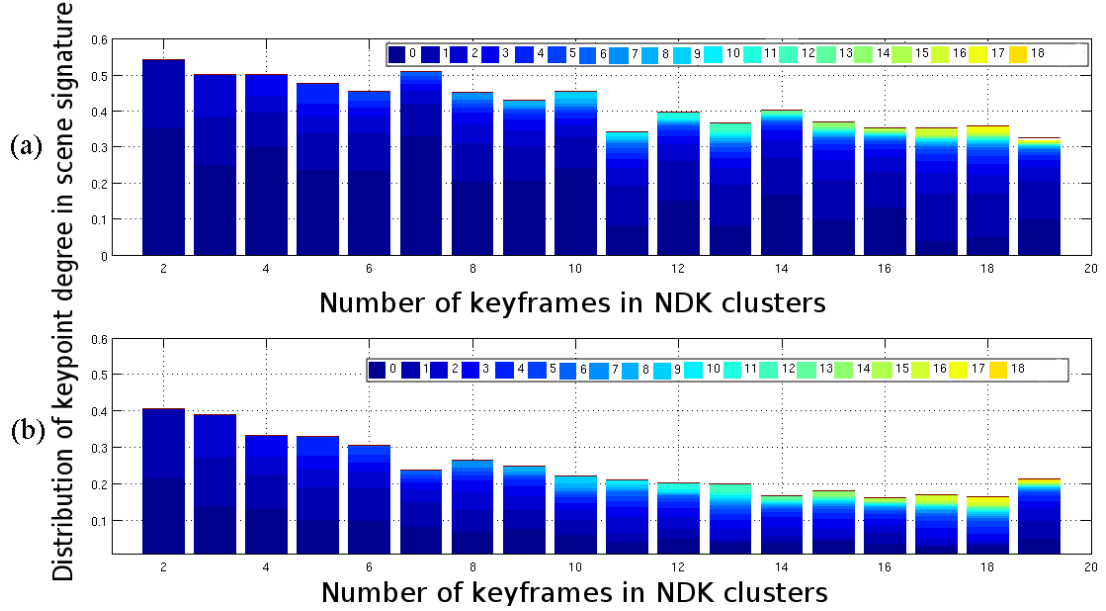 Distribution of keypoint degree in scene signature
(a)
0.6
0.5
0.4
0.3
0.2
0.1
0
0 1 2 3 4 5 6 7 8 9 10 11 12 13 14 15 16 17 18
2 4 6 8 10 12 14 16 18 20
Number of keyframes in NDK clusters
(b)
0.6
0.5
0.4
0.3
0.2
0.1
0 1 2 3 4 5 6 7 8 9 10 11 12 13 14 15 16 17 18
2 4 6 8 10 12 14 16 18 20
Number of keyframes in NDK clusters